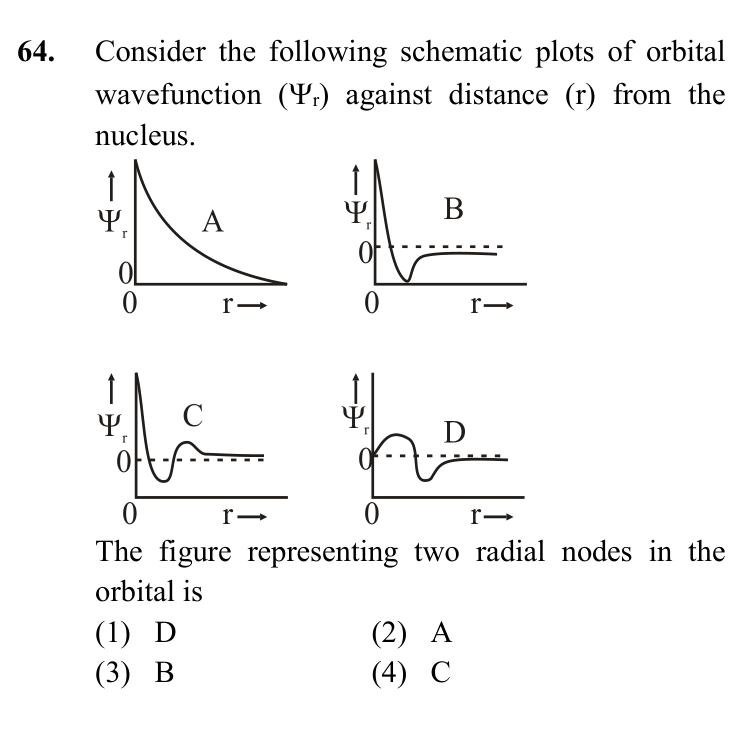 64. Consider the following schematic plots of orbital
wavefunction (Ψr) against distance (r) from the
nucleus.
↑
Ψr
A
0
0
r→
↑
Ψr
B
0
0
r→
↑
Ψr
C
0
0
r→
↑
Ψr
D
0
0
r→
The figure representing two radial nodes in the
orbital is
(1) D (2) A
(3) B (4) C